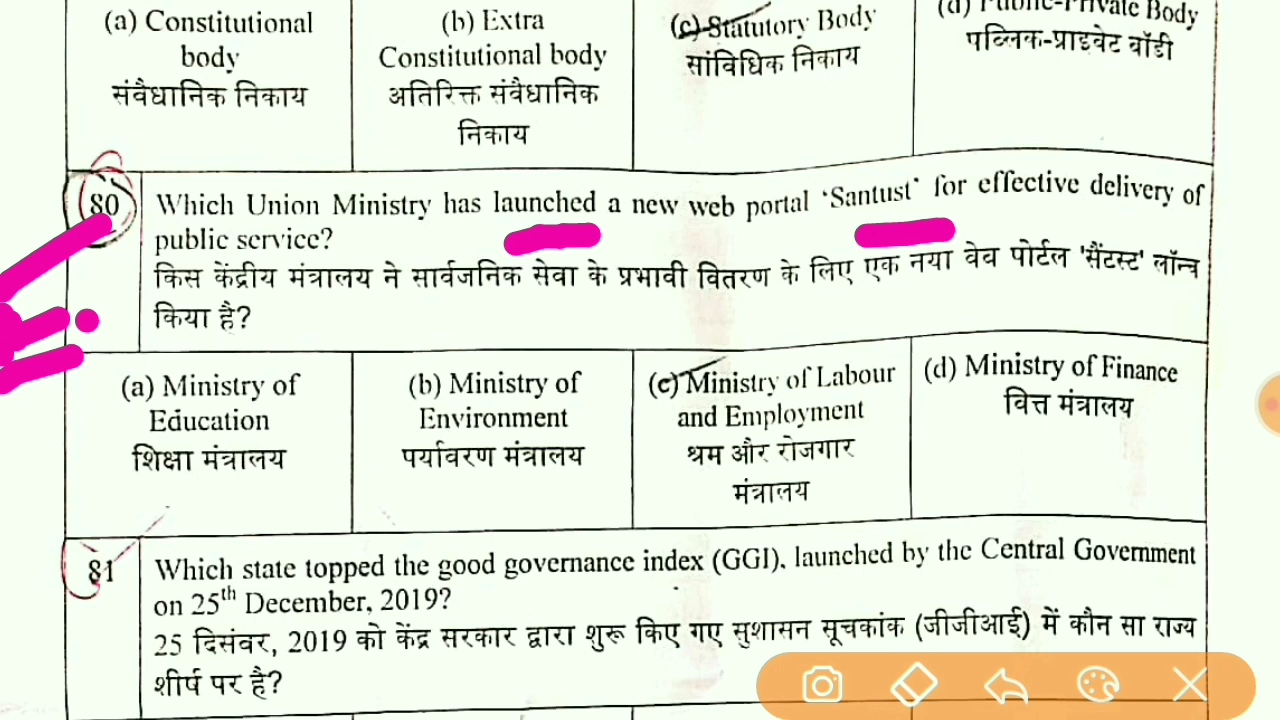 (a) Constitutional
body
संवैधानिक निकाय
(b) Extra
Constitutional body
अतिरिक्त संवैधानिक
निकाय
(c) Statutory Body
सांविधिक निकाय
(d) Public-Private Body
पब्लिक-प्राइवेट बॉडी
80
Which Union Ministry has launched a new web portal ‘Santust’ for effective delivery of
public service?
किस केंद्रीय मंत्रालय ने सार्वजनिक सेवा के प्रभावी वितरण के लिए एक नया वेब पोर्टल 'सैंटस्ट' लॉन्च
किया है?
(a) Ministry of
Education
शिक्षा मंत्रालय
(b) Ministry of
Environment
पर्यावरण मंत्रालय
(c) Ministry of Labour
and Employment
श्रम और रोजगार
मंत्रालय
(d) Ministry of Finance
वित्त मंत्रालय
81
Which state topped the good governance index (GGI), launched by the Central Government
on 25th December, 2019?
25 दिसंबर, 2019 को केंद्र सरकार द्वारा शुरू किए गए सुशासन सूचकांक (जीजीआई) में कौन सा राज्य
शीर्ष पर है?